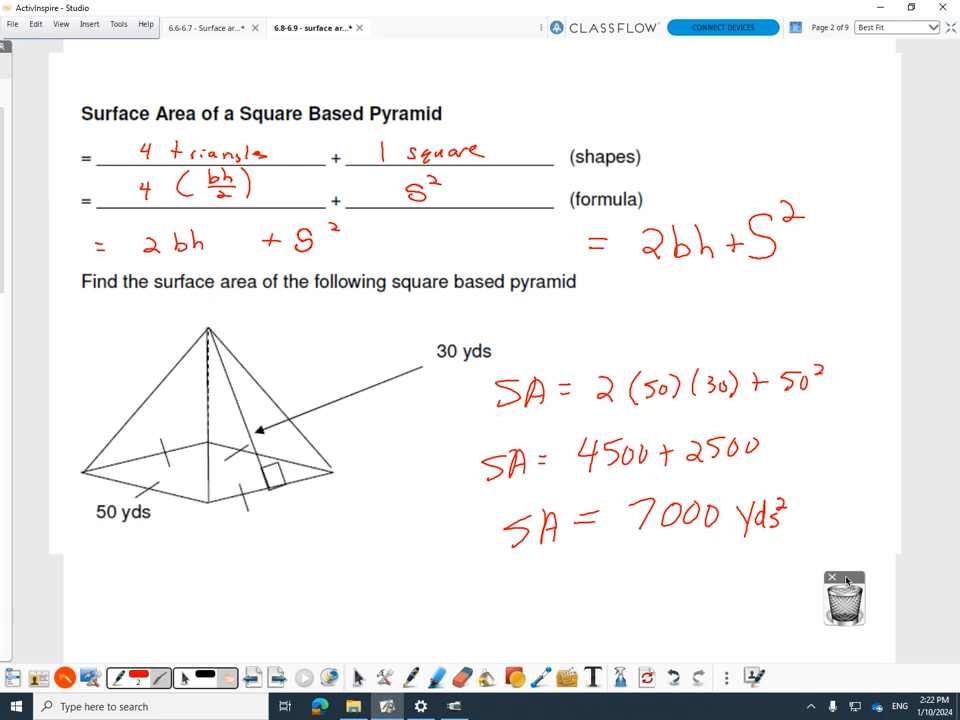 ActivInspire - Studio
File Edit View Insert Tools Help
6.6-6.7 - Surface ar...*
6.8-6.9 - surface ar...*
CLASSFLOW
CONNECT DEVICES
Page 2 of 9
Best Fit
Surface Area of a Square Based Pyramid
= 4 triangles + 1 square (shapes)
= 4 (bh/2) + S² (formula)
= 2bh + S²
= 2bh + S²
Find the surface area of the following square based pyramid
30 yds
50 yds
SA = 2 (50) (30) + 50²
SA = 4500 + 2500
SA = 7000 yds²
2
Type here to search
ENG
2:22 PM
1/10/2024